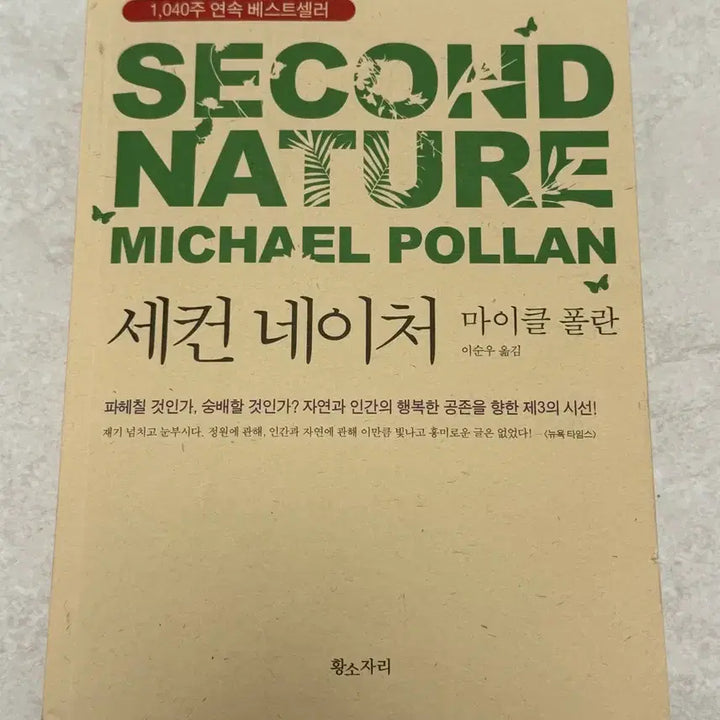 1,040주 연속 베스트셀러
SECOND
NATURE
MICHAEL POLLAN
세컨 네이처 마이클 폴란
이순우 옮김
파헤칠 것인가, 숭배할 것인가? 자연과 인간의 행복한 공존을 향한 제3의 시선!
재기 넘치고 눈부시다. 정원에 관해, 인간과 자연에 관해 이만큼 빛나고 흥미로운 글은 없었다! —〈뉴욕 타임스〉
황소자리